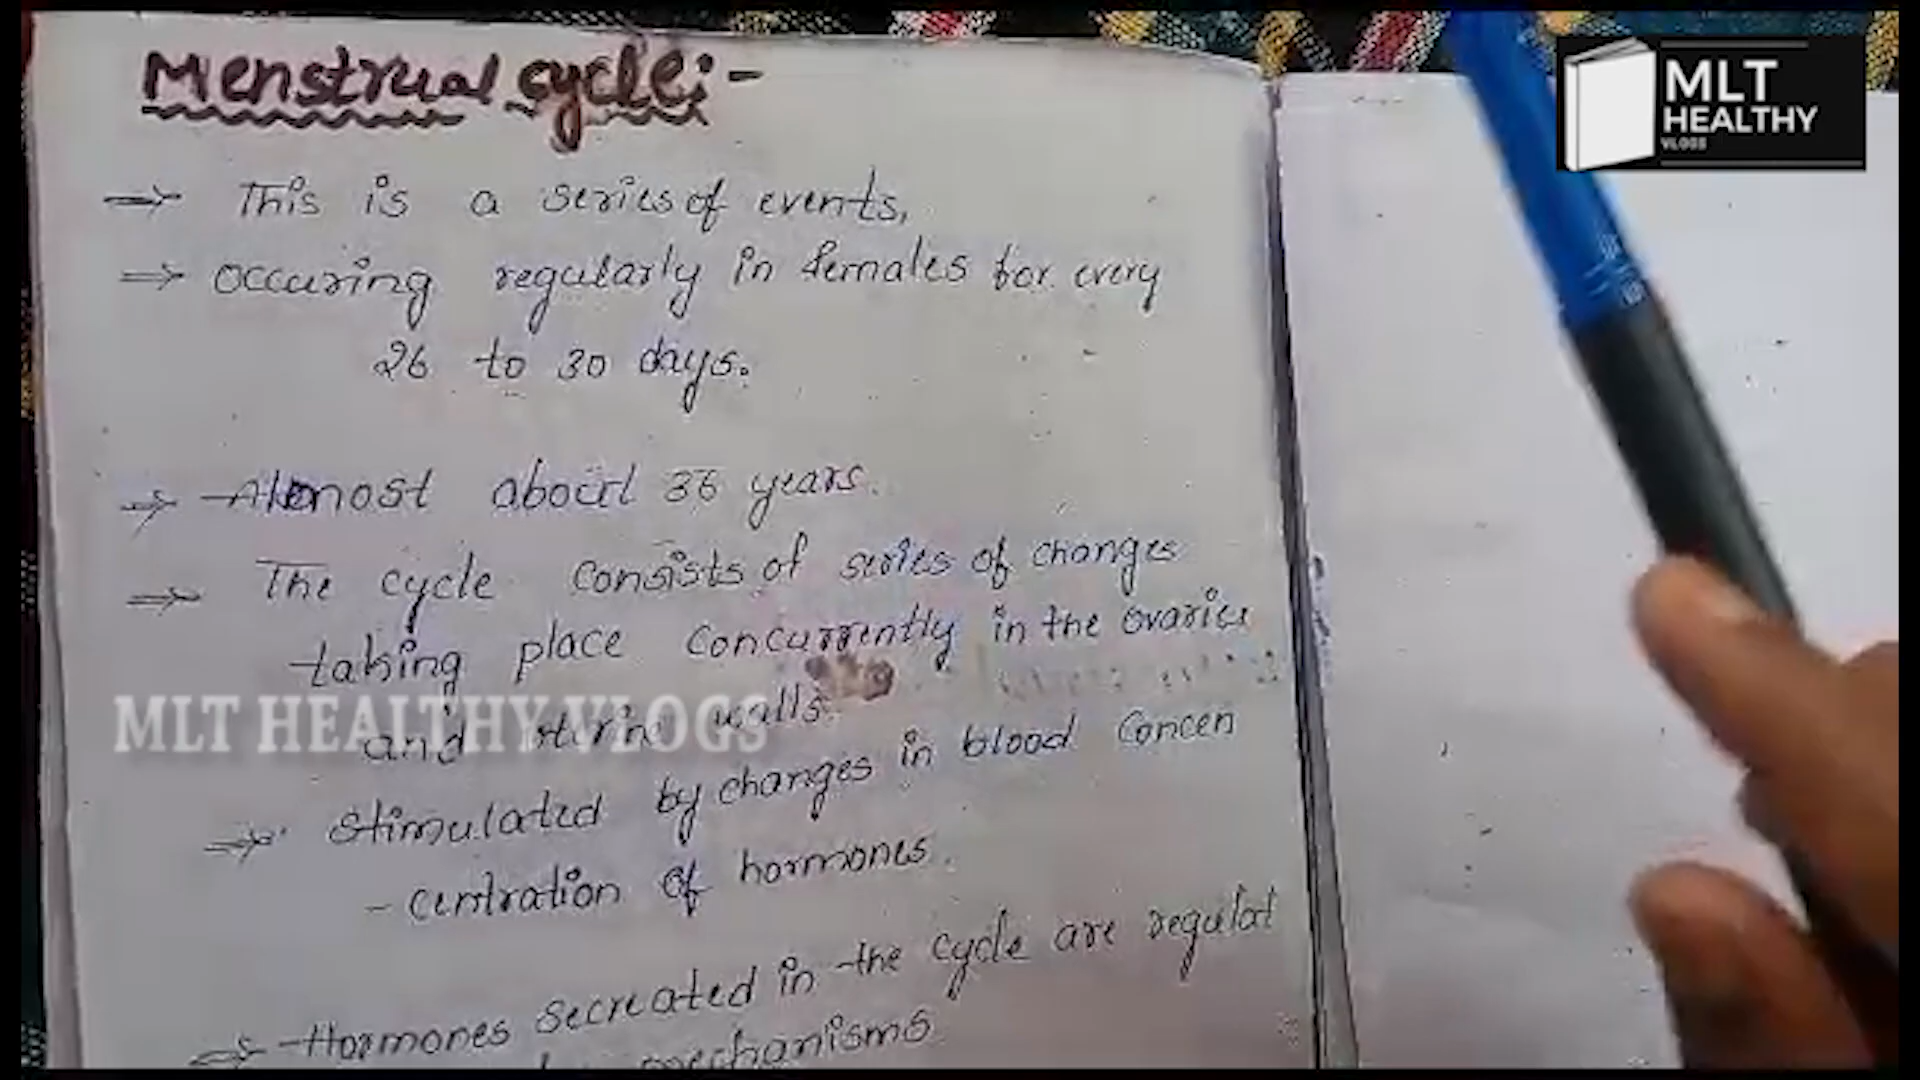 Menstrual cycle:-
MLT
HEALTHY
VLOGS
⇒ This is a series of events,
⇒ occuring regularly in females for every
26 to 30 days.
⇒ Almost about 36 years.
⇒ The cycle consists of series of changes
taking place concurrently in the ovaries
and uterine walls.
MLT HEALTHY VLOGS
⇒ stimulated by changes in blood concen
-centration of hormones.
⇒ Hormones secreated in the cycle are regulat
mechanisms